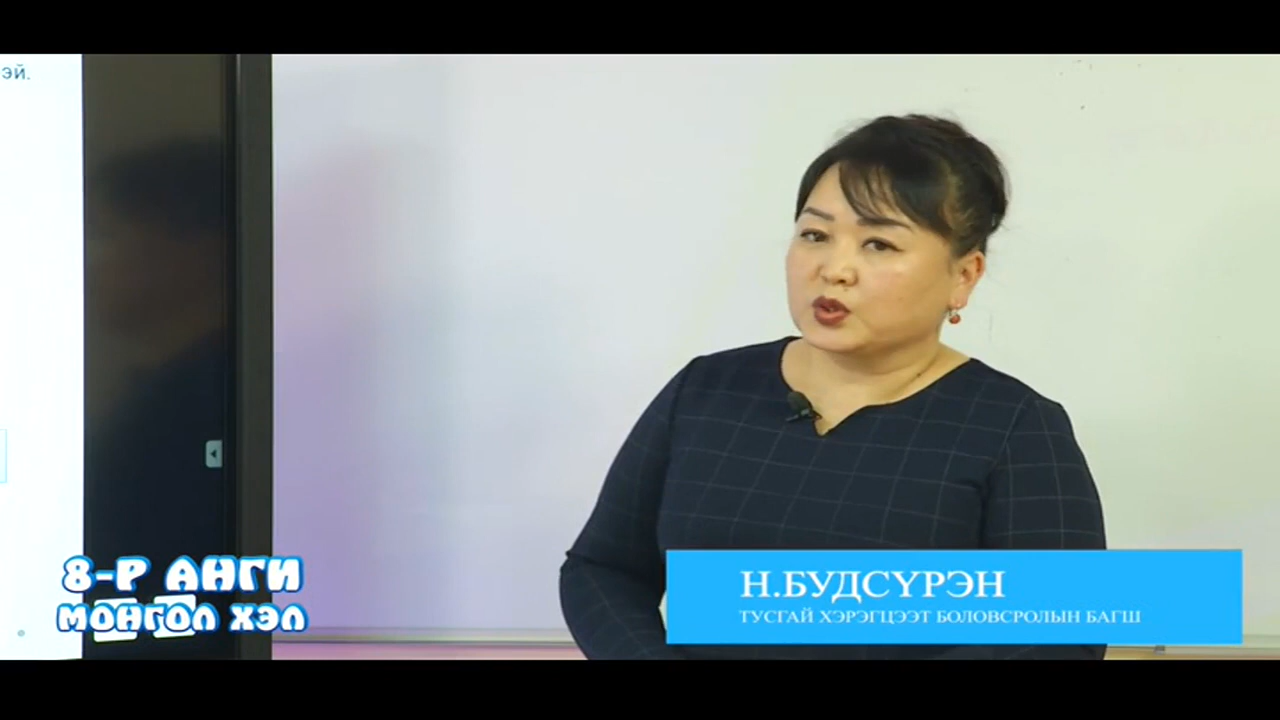 эй.
8-Р АНГИ
МОНГОЛ ХЭЛ
Н.БУДСҮРЭН
ТУСГАЙ ХЭРЭГЦЭЭТ БОЛОВСРОЛЫН БАГШ